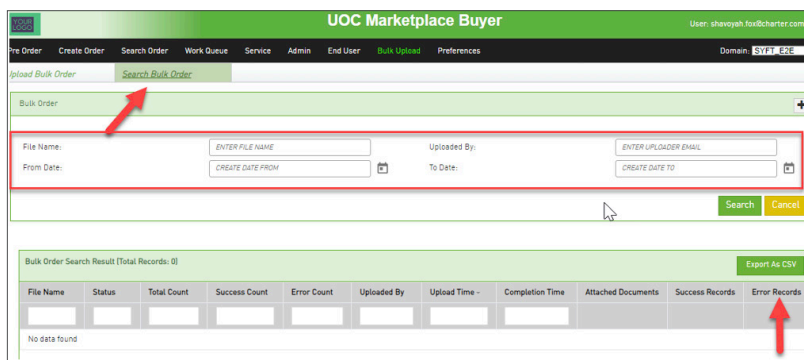 YOUR
LOGO
UOC Marketplace Buyer
User: shavoyah.fox@charter.com
Pre Order Create Order Search Order Work Queue Service Admin End User Bulk Upload Preferences Domain: SYFT_E2E
Upload Bulk Order Search Bulk Order
Bulk Order
File Name: ENTER FILE NAME Uploaded By: ENTER UPLOADER EMAIL
From Date: CREATE DATE FROM To Date: CREATE DATE TO
Search Cancel
Bulk Order Search Result (Total Records: 0) Export As CSV
File Name Status Total Count Success Count Error Count Uploaded By Upload Time - Completion Time Attached Documents Success Records Error Records
No data found